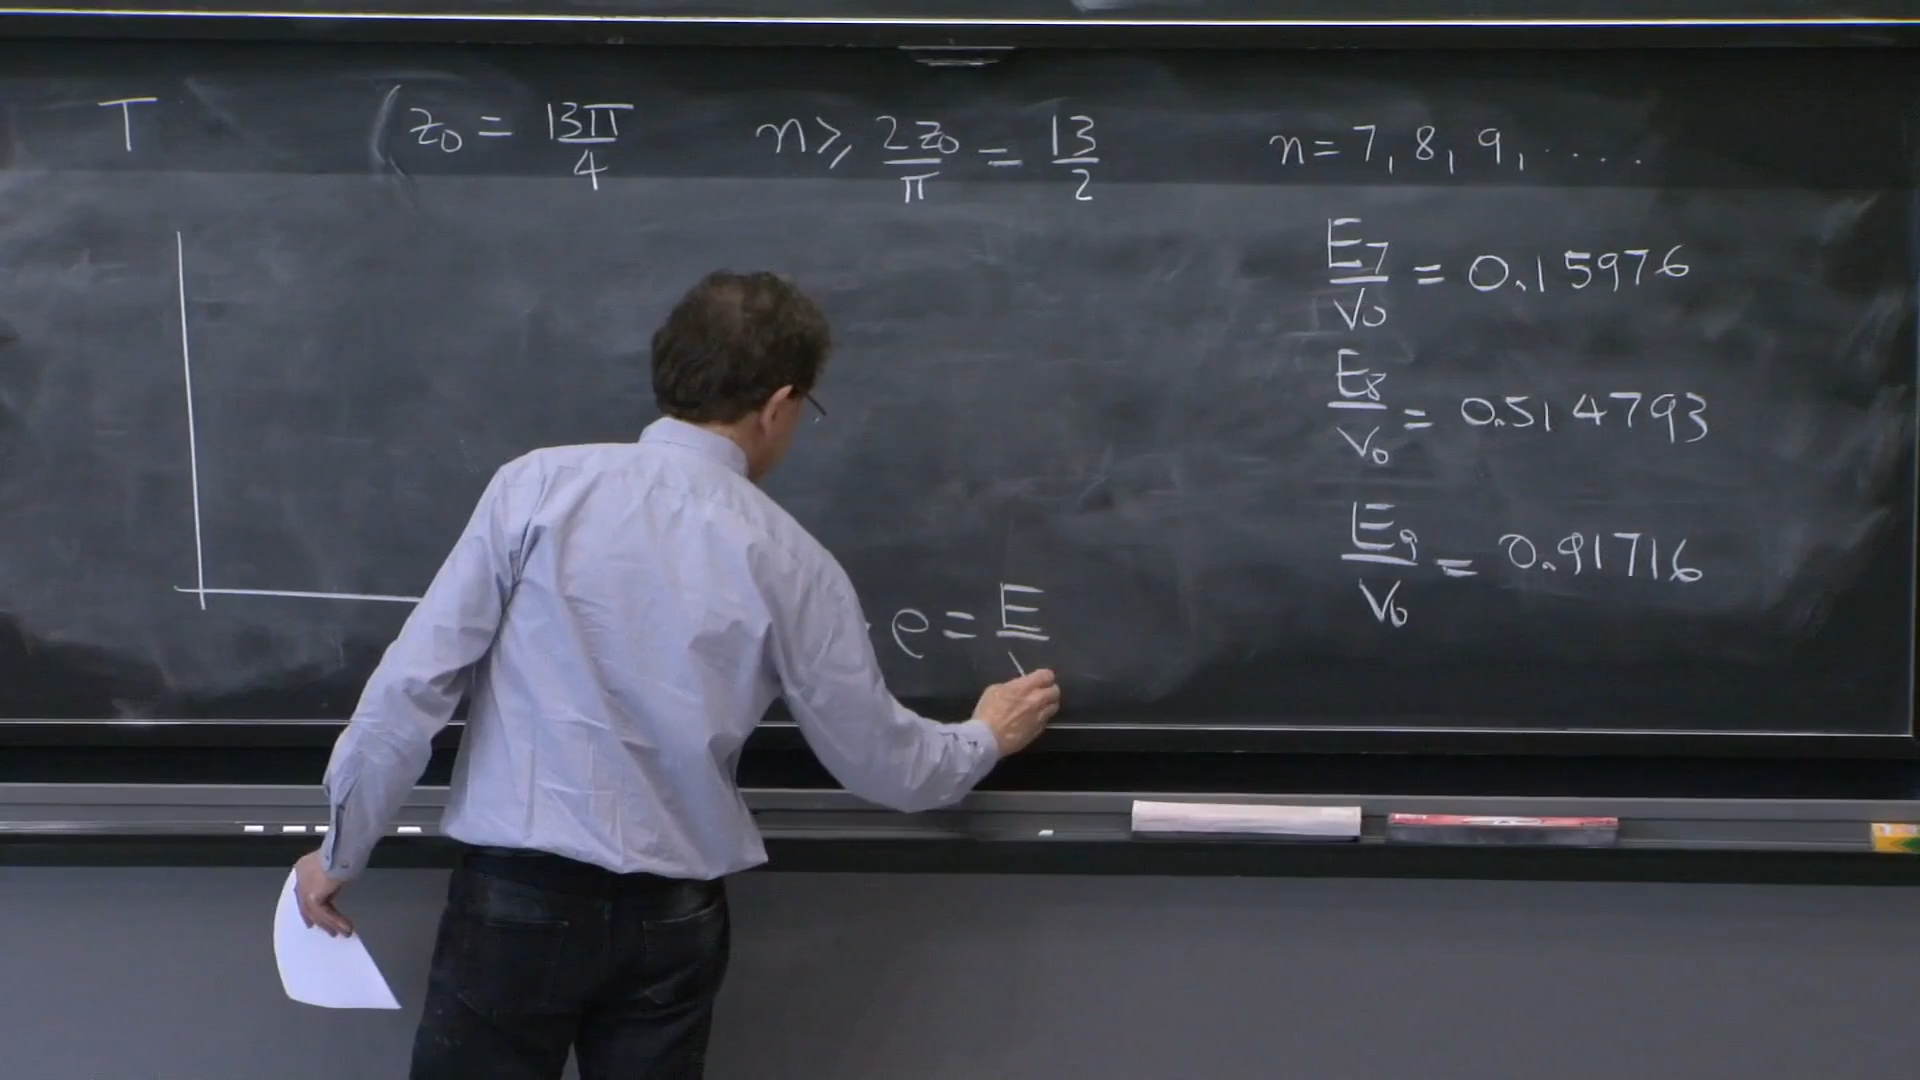 T
(z₀ = 13π/4
n ≥ 2z₀/π = 13/2
n = 7, 8, 9, .....
E₇/V₀ = 0.15976
E₈/V₀ = 0.514793
E₉/V₀ = 0.91716
e = E/